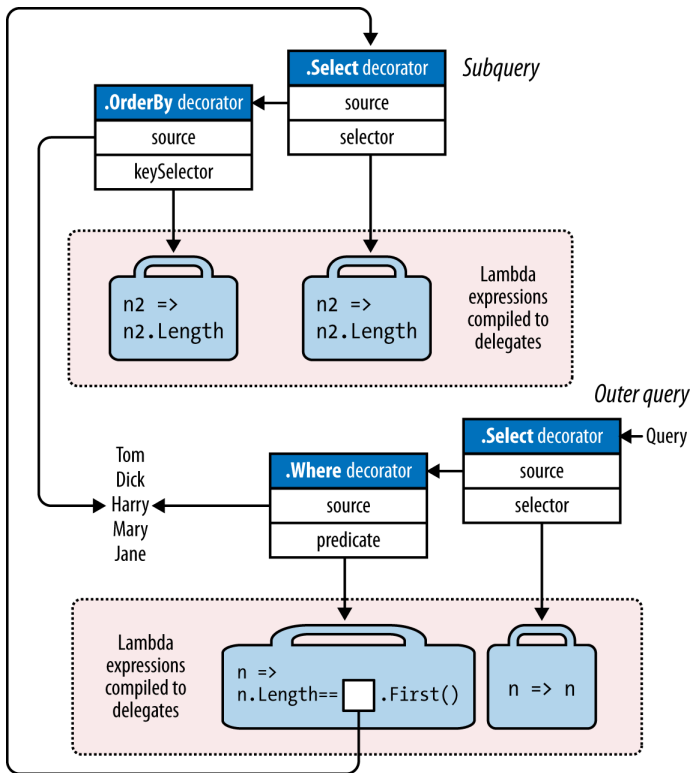 .Select decorator
Subquery
source
selector
.OrderBy decorator
source
keySelector
n2 =>
n2.Length
n2 =>
n2.Length
Lambda
expressions
compiled to
delegates
Outer query
.Select decorator
Query
source
selector
.Where decorator
source
predicate
Tom
Dick
Harry
Mary
Jane
Lambda
expressions
compiled to
delegates
n =>
n.Length== .First()
n => n